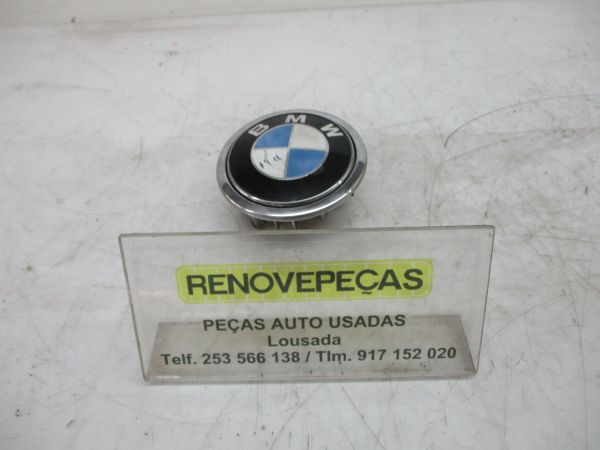 BMW
RENOVEPEÇAS
PEÇAS AUTO USADAS
Lousada
Telf. 253 566 138 / Tlm. 917 152 020